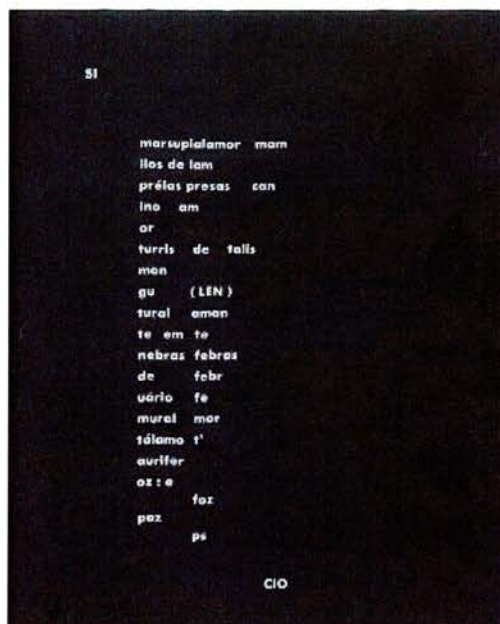 SI
marsupialamor mam
ilos de lam
prélas presas can
ino am
or
turris de talis
man
gu (LEN)
tural aman
te em te
nebras febras
de febr
uário fe
mural mor
tálamo t'
aurifer
oz : e
foz
paz
ps
CIO